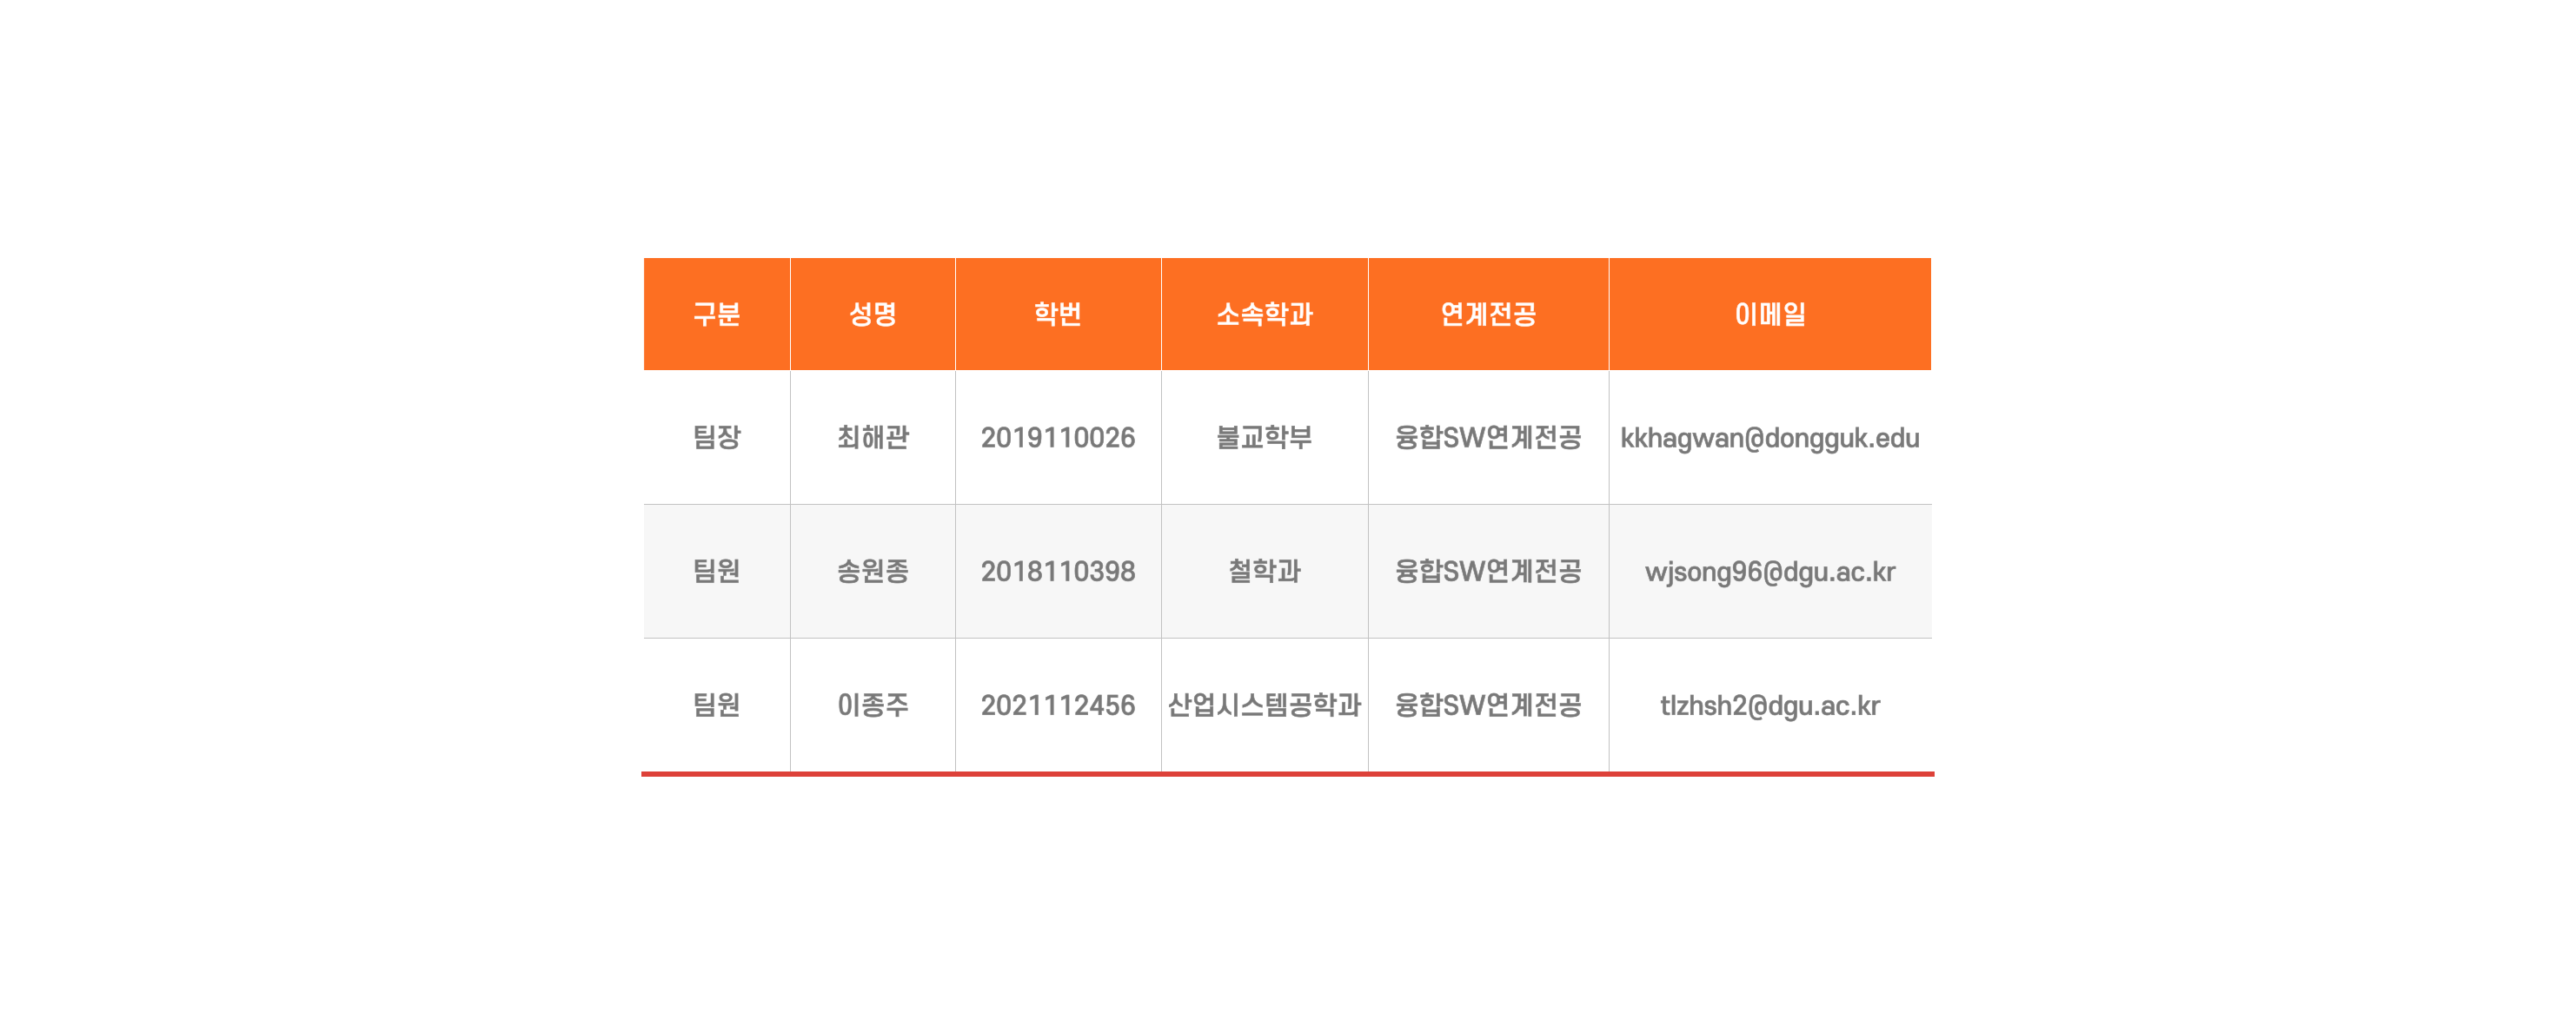 구분 성명 학번 소속학과 연계전공 이메일
팀장 최해관 2019110026 불교학부 융합SW연계전공 kkhagwan@dongguk.edu
팀원 송원종 2018110398 철학과 융합SW연계전공 wjsong96@dgu.ac.kr
팀원 이종주 2021112456 산업시스템공학과 융합SW연계전공 tlzhsh2@dgu.ac.kr